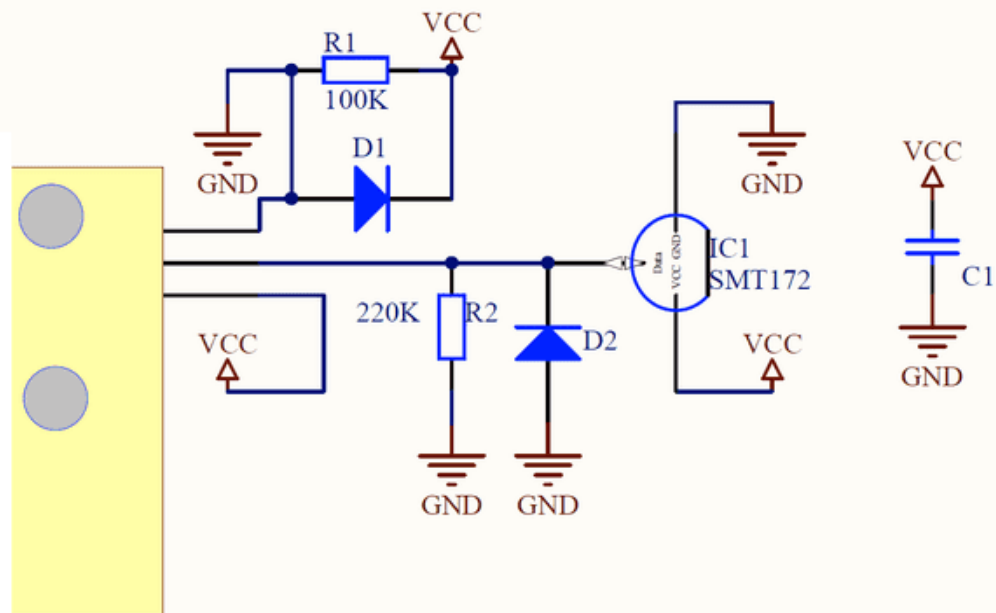 VCC
R1
100K
GND
D1
GND
VCC
GND
Data
VCC GND
IC1
SMT172
C1
220K
R2
D2
VCC
VCC
GND
GND
GND